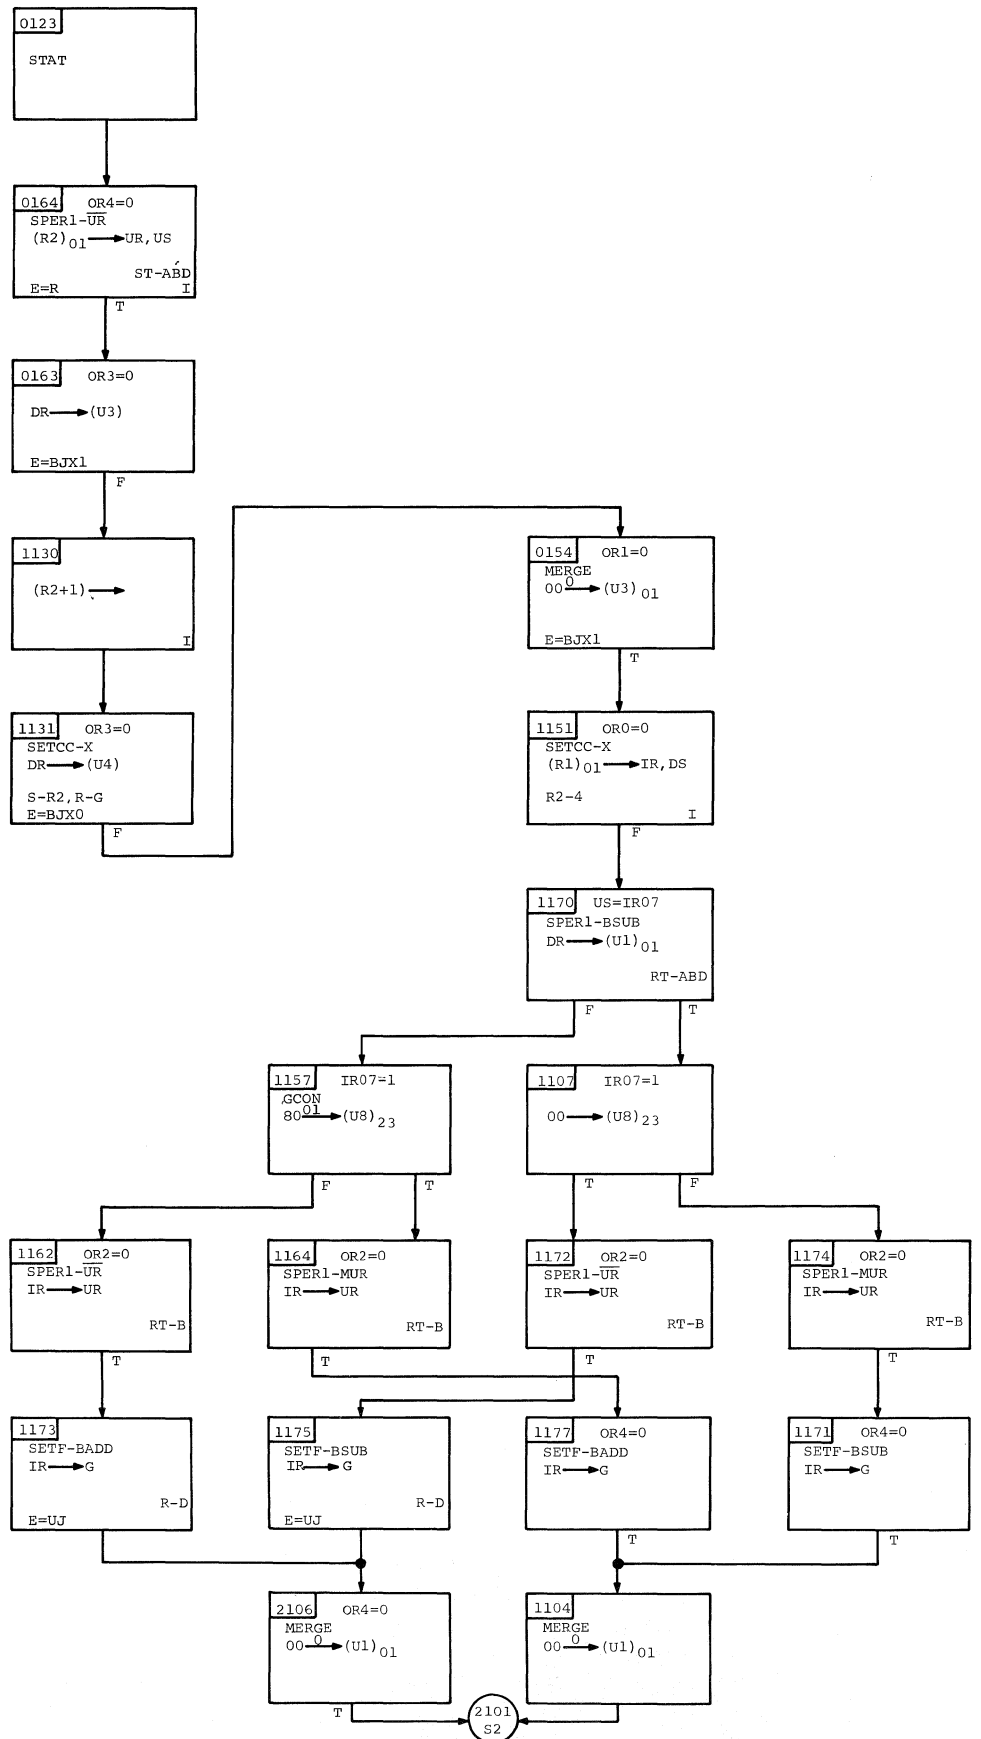 0123
STAT
0164 OR4=0
SPER1-U̅R̅
(R2)01 → UR,US
ST-ABD
E=R I
T
0163 OR3=0
DR → (U3)
E=BJX1
F
1130
(R2+1) →
I
1131 OR3=0
SETCC-X
DR → (U4)
S-R2,R-G
E=BJX0
F
0154 OR1=0
MERGE
00 0 → (U3)01
E=BJX1
T
1151 OR0=0
SETCC-X
(R1)01 → IR,DS
R2-4
I
F
1170 US=IR07
SPER1-BSUB
DR → (U1)01
RT-ABD
F T
1157 IR07=1
GCON
80 01 → (U8)23
F T
1107 IR07=1
00 → (U8)23
T F
1162 OR2=0
SPER1-U̅R̅
IR → UR
RT-B
T
1164 OR2=0
SPER1-MUR
IR → UR
RT-B
T
1172 OR2=0
SPER1-U̅R̅
IR → UR
RT-B
T
1174 OR2=0
SPER1-MUR
IR → UR
RT-B
T
1173
SETF-BADD
IR → G
R-D
E=UJ
1175
SETF-BSUB
IR → G
R-D
E=UJ
1177 OR4=0
SETF-BADD
IR → G
T
1171 OR4=0
SETF-BSUB
IR → G
T
2106 OR4=0
MERGE
00 0 → (U1)01
T
1104
MERGE
00 0 → (U1)01
2101
S2